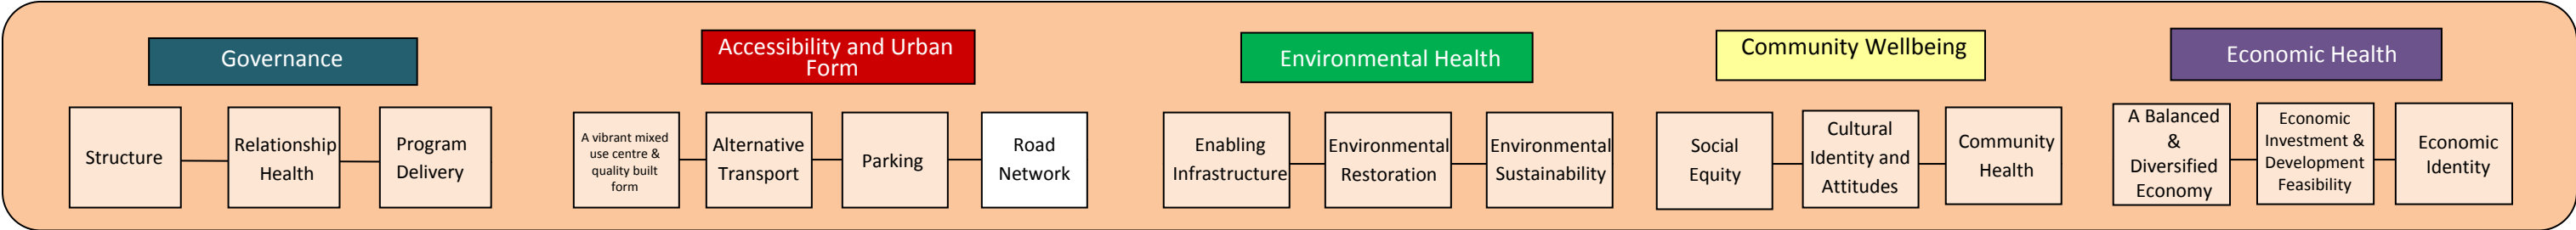 Governance
Structure
Relationship
Health
Program
Delivery
Accessibility and Urban
Form
A vibrant mixed
use centre &
quality built
form
Alternative
Transport
Parking
Road
Network
Environmental Health
Enabling
Infrastructure
Environmental
Restoration
Environmental
Sustainability
Community Wellbeing
Social
Equity
Cultural
Identity and
Attitudes
Community
Health
Economic Health
A Balanced
&
Diversified
Economy
Economic
Investment &
Development
Feasibility
Economic
Identity